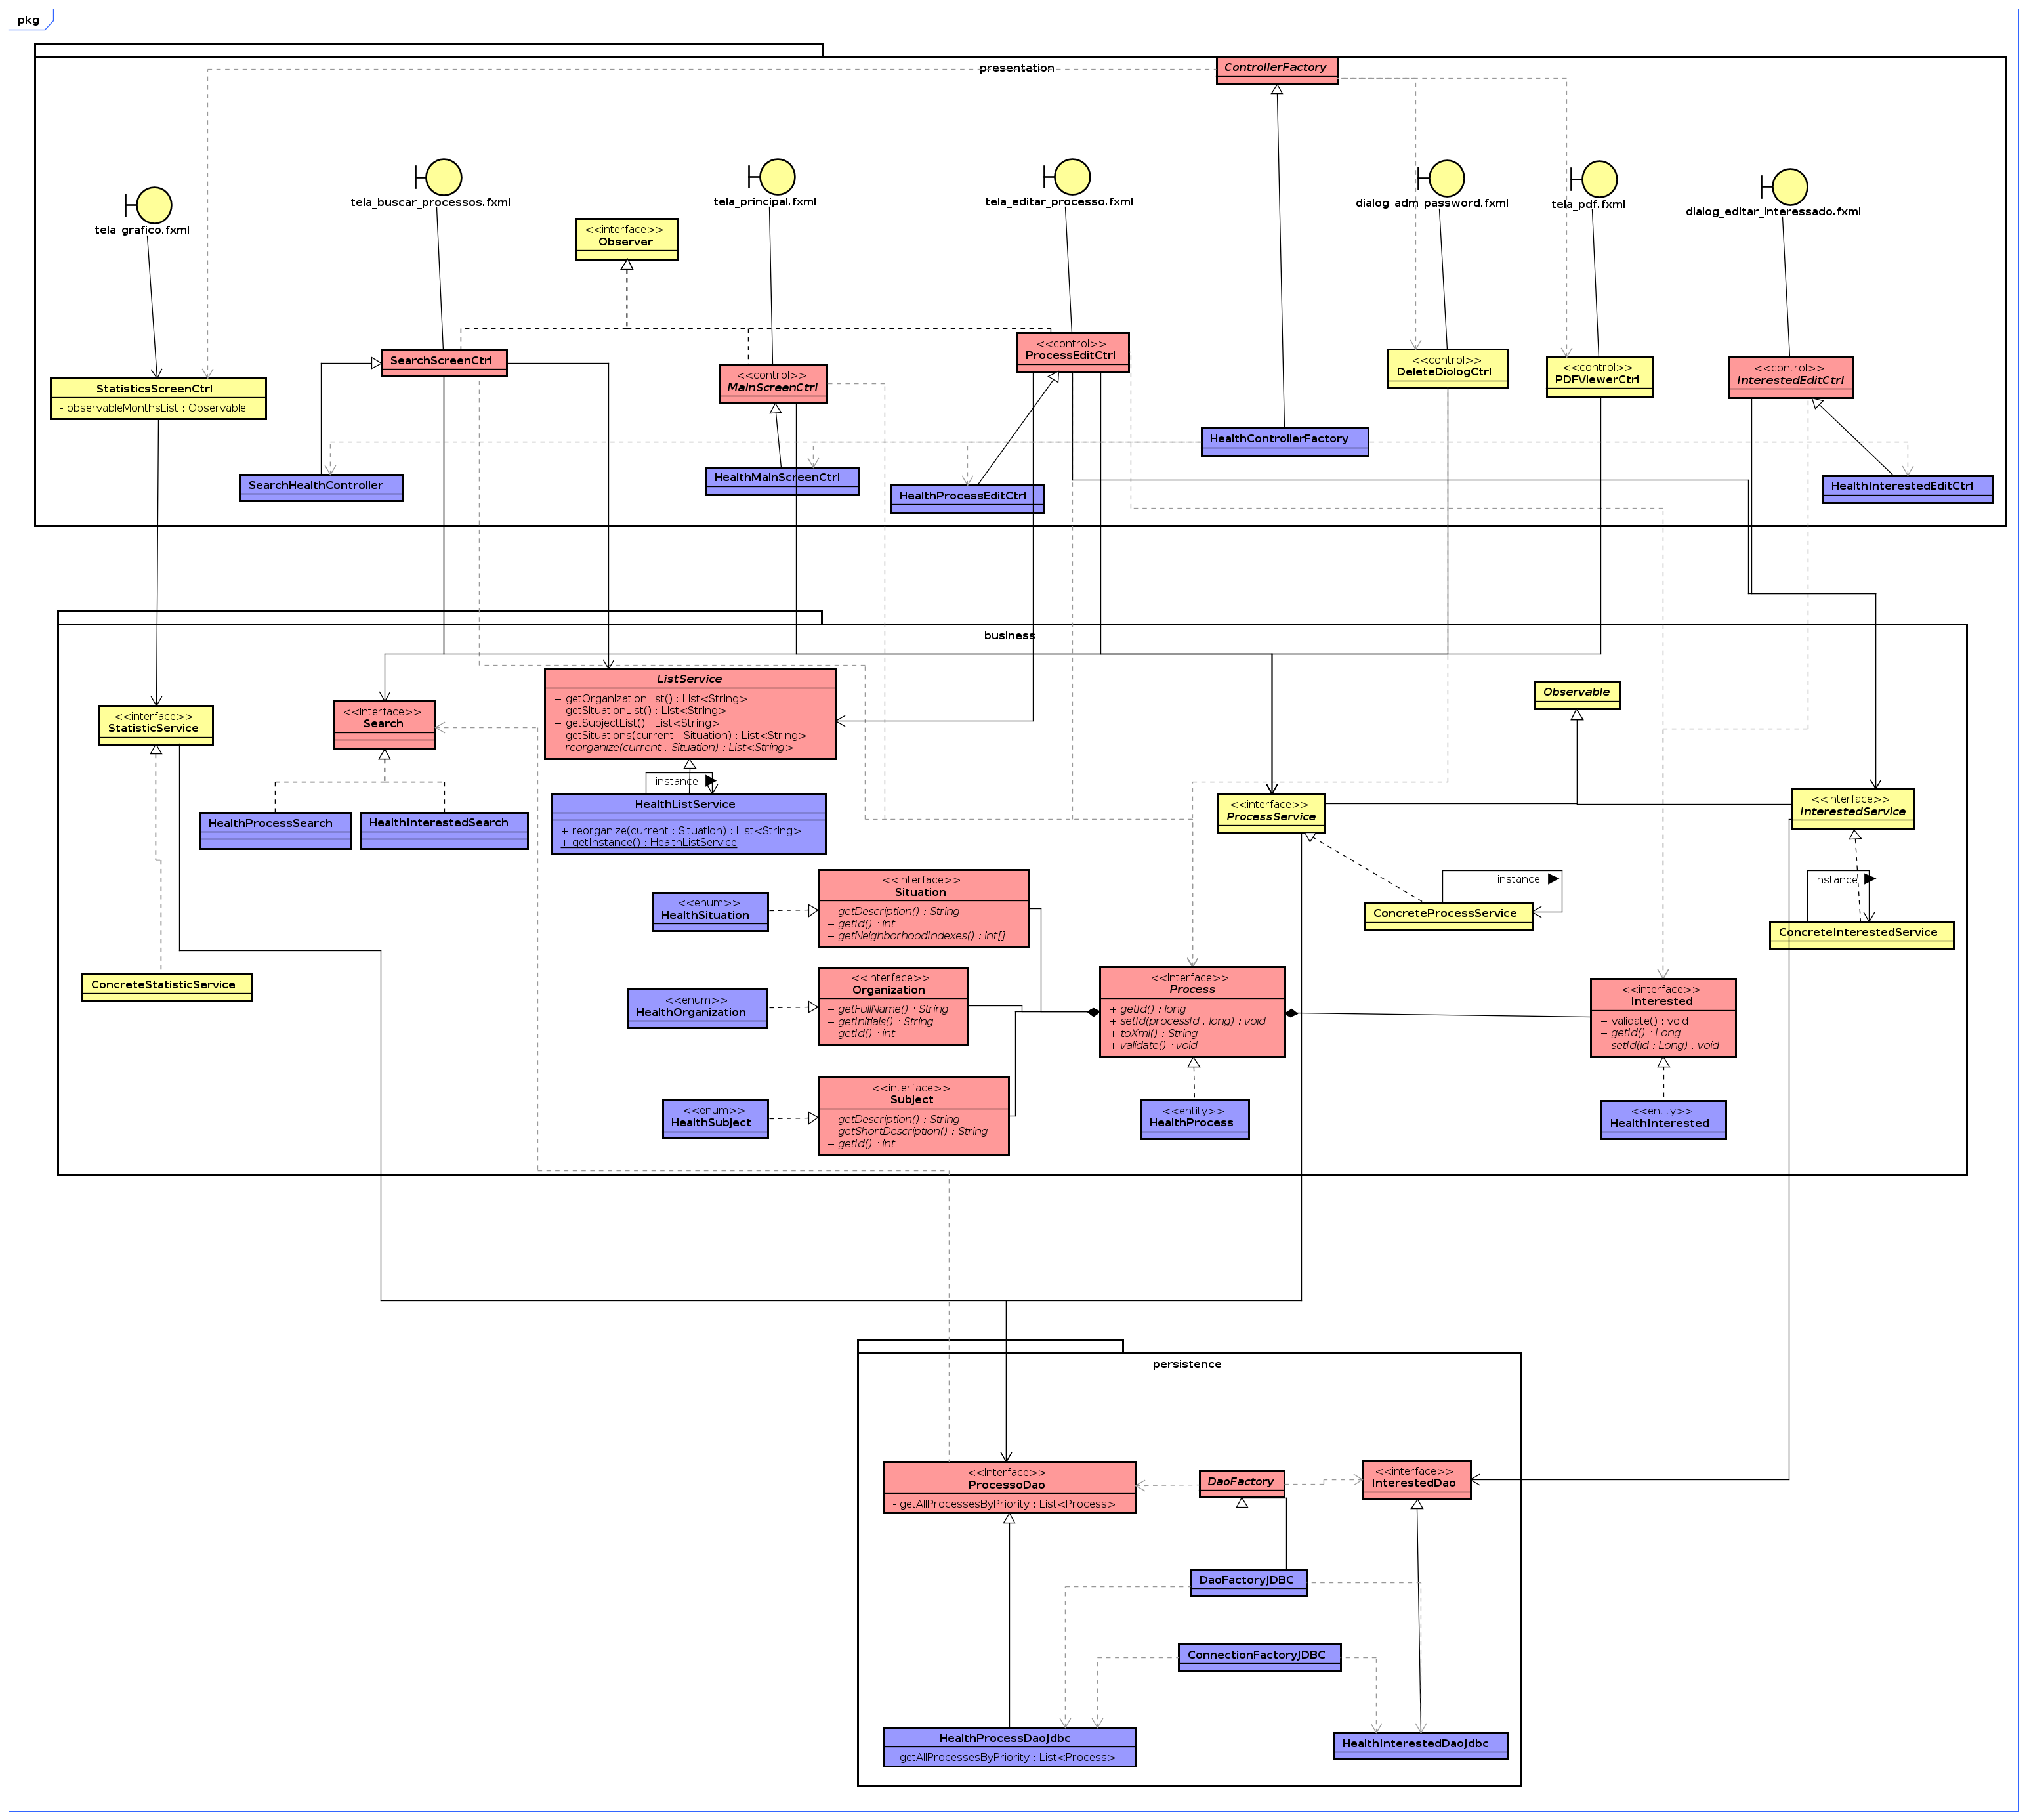 pkg
presentation
ControllerFactory
tela_grafico.fxml
tela_buscar_processos.fxml
tela_principal.fxml
tela_editar_processo.fxml
dialog_adm_password.fxml
tela_pdf.fxml
dialog_editar_interessado.fxml
<<interface>>
Observer
StatisticsScreenCtrl
- observableMonthsList : Observable
SearchScreenCtrl
<<control>>
MainScreenCtrl
<<control>>
ProcessEditCtrl
<<control>>
DeleteDiologCtrl
<<control>>
PDFViewerCtrl
<<control>>
InterestedEditCtrl
SearchHealthController
HealthMainScreenCtrl
HealthProcessEditCtrl
HealthControllerFactory
HealthInterestedEditCtrl
business
<<interface>>
StatisticService
<<interface>>
Search
ListService
+ getOrganizationList() : List<String>
+ getSituationList() : List<String>
+ getSubjectList() : List<String>
+ getSituations(current : Situation) : List<String>
+ reorganize(current : Situation) : List<String>
Observable
instance
HealthProcessSearch
HealthInterestedSearch
HealthListService
+ reorganize(current : Situation) : List<String>
+ getInstance() : HealthListService
<<interface>>
ProcessService
<<interface>>
InterestedService
instance
ConcreteProcessService
instance
ConcreteInterestedService
ConcreteStatisticService
<<enum>>
HealthSituation
<<interface>>
Situation
+ getDescription() : String
+ getId() : int
+ getNeighborhoodIndexes() : int[]
<<enum>>
HealthOrganization
<<interface>>
Organization
+ getFullName() : String
+ getInitials() : String
+ getId() : int
<<interface>>
Process
+ getId() : long
+ setId(processId : long) : void
+ toXml() : String
+ validate() : void
<<interface>>
Interested
+ validate() : void
+ getId() : Long
+ setId(id : Long) : void
<<enum>>
HealthSubject
<<interface>>
Subject
+ getDescription() : String
+ getShortDescription() : String
+ getId() : int
<<entity>>
HealthProcess
<<entity>>
HealthInterested
persistence
<<interface>>
ProcessoDao
- getAllProcessesByPriority : List<Process>
DaoFactory
<<interface>>
InterestedDao
DaoFactoryJDBC
ConnectionFactoryJDBC
HealthProcessDaoJdbc
- getAllProcessesByPriority : List<Process>
HealthInterestedDaoJdbc